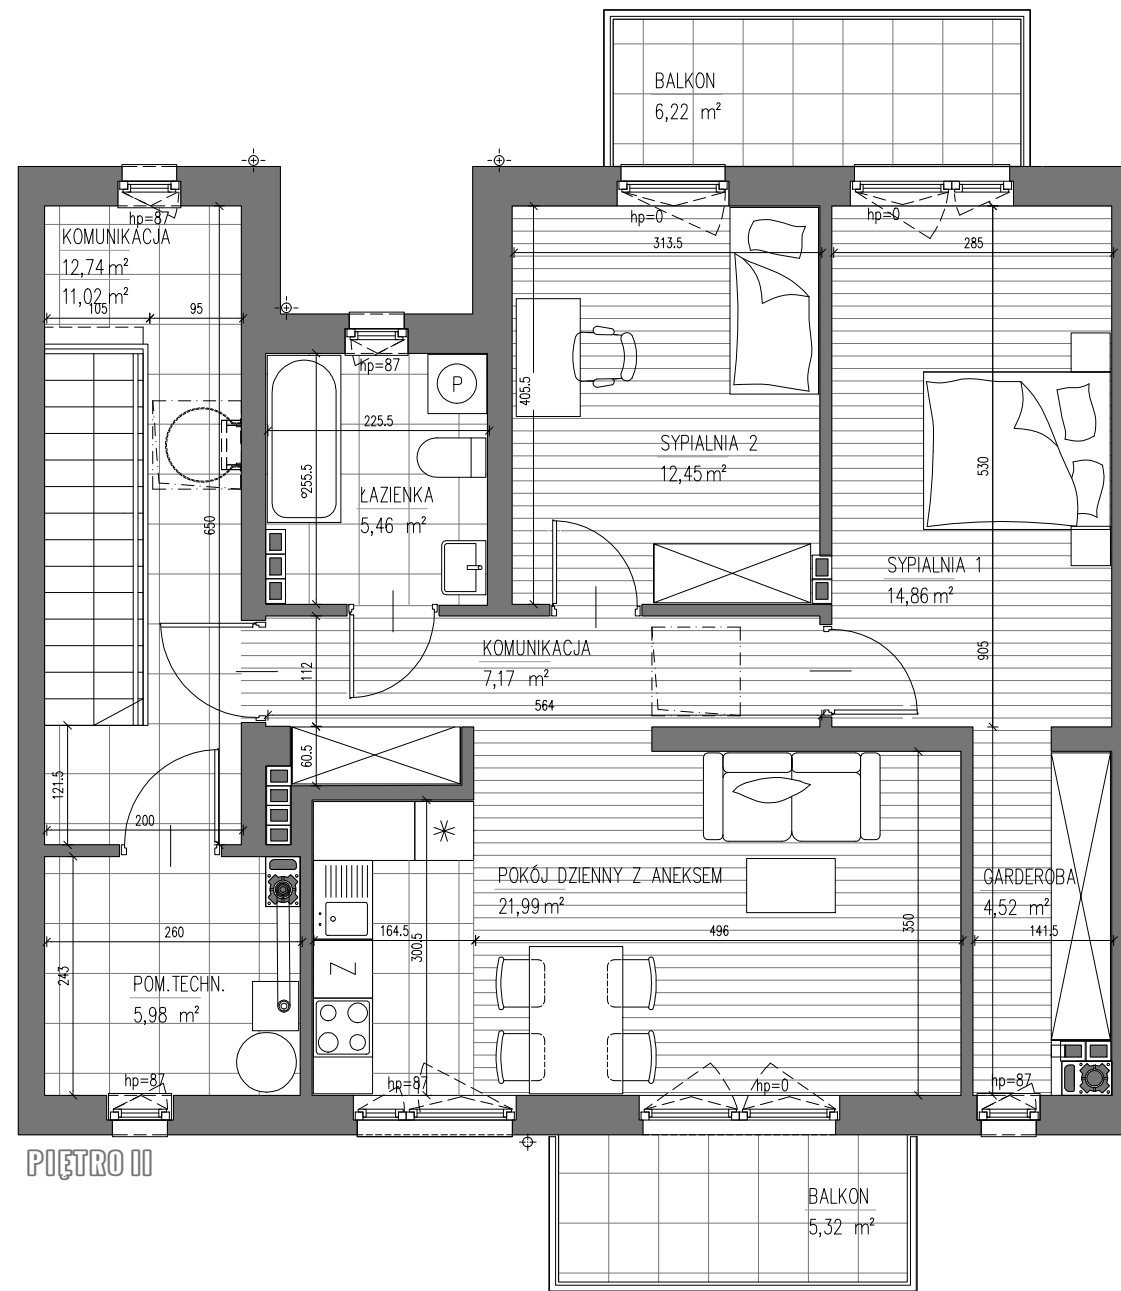 BALKON
6,22 m²
hp=87
hp=0
hp=0
KOMUNIKACJA
12,74 m²
11,02 m²
105
95
313.5
285
hp=87
P
225.5
405.5
255.5
ŁAZIENKA
5,46 m²
SYPIALNIA 2
12,45 m²
530
650
SYPIALNIA 1
14,86 m²
KOMUNIKACJA
7,17 m²
112
564
905
60.5
121.5
200
POKÓJ DZIENNY Z ANEKSEM
21,99 m²
GARDEROBA
4,52 m²
260
164.5
300.5
496
350
141.5
243
Z
POM.TECHN.
5,98 m²
hp=87
hp=87
hp=0
hp=87
PIĘTRO II
BALKON
5,32 m²